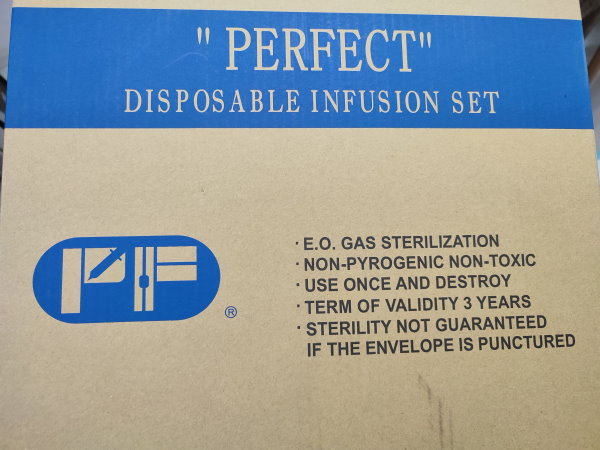 " PERFECT"
DISPOSABLE INFUSION SET
PF
®
· E.O. GAS STERILIZATION
· NON-PYROGENIC NON-TOXIC
· USE ONCE AND DESTROY
· TERM OF VALIDITY 3 YEARS
· STERILITY NOT GUARANTEED
IF THE ENVELOPE IS PUNCTURED